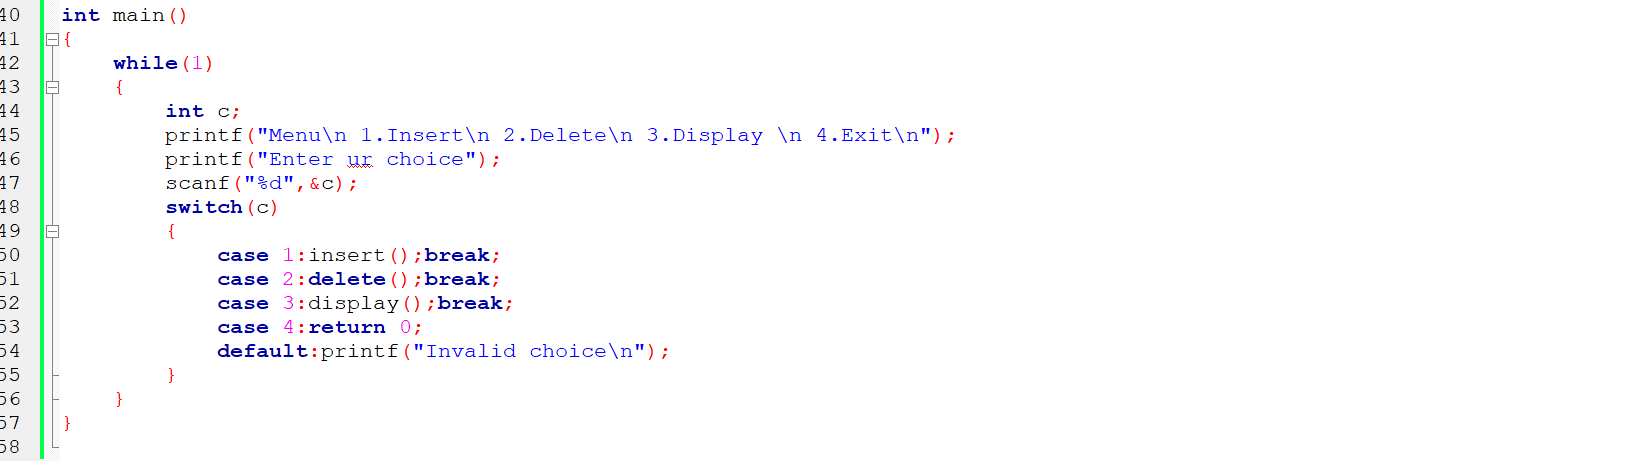 40 int main()
41 {
42 while(1)
43 {
44 int c;
45 printf("Menu\n 1.Insert\n 2.Delete\n 3.Display \n 4.Exit\n");
46 printf("Enter ur choice");
47 scanf("%d",&c);
48 switch(c)
49 {
50 case 1:insert();break;
51 case 2:delete();break;
52 case 3:display();break;
53 case 4:return 0;
54 default:printf("Invalid choice\n");
55 }
56 }
57 }
58